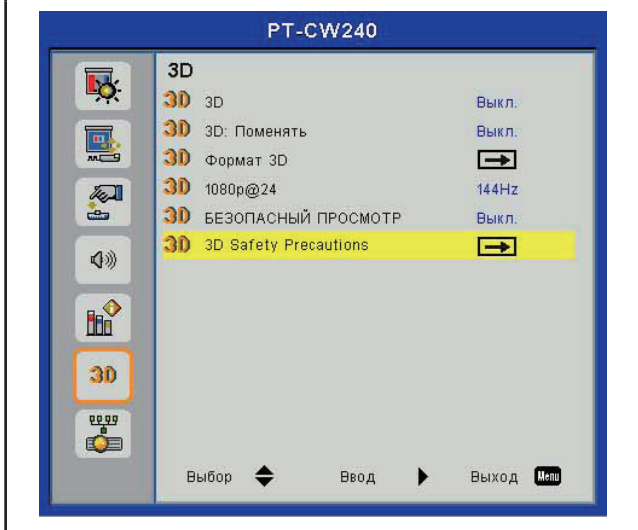 PT-CW240
3D
3D 3D Выкл.
3D 3D: Поменять Выкл.
3D Формат 3D
3D 1080p@24 144Hz
3D БЕЗОПАСНЫЙ ПРОСМОТР Выкл.
3D 3D Safety Precautions
3D
Выбор Ввод Выход Menu